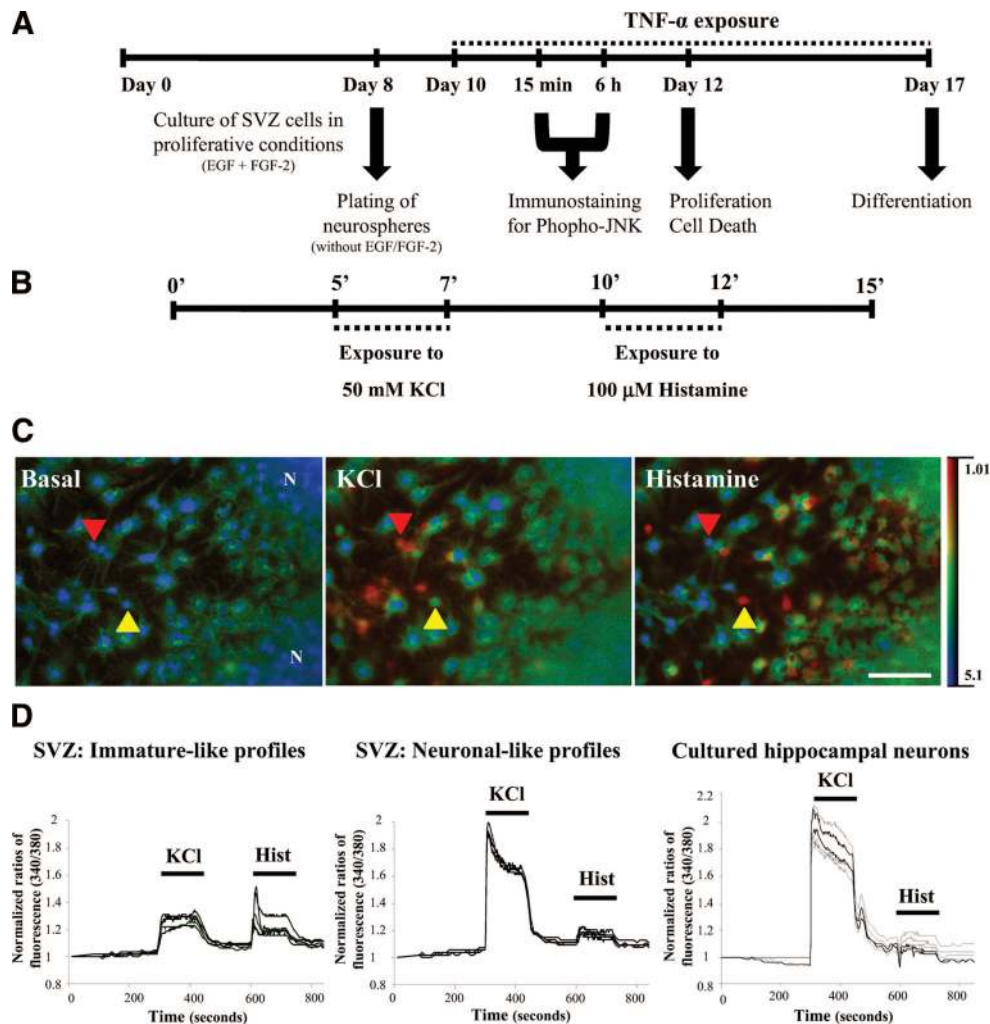 A
TNF-α exposure
Day 0
Day 8
Day 10
15 min
6 h
Day 12
Day 17
Culture of SVZ cells in
proliferative conditions
(EGF + FGF-2)
Plating of
neurospheres
(without EGF/FGF-2)
Immunostaining
for Phopho-JNK
Proliferation
Cell Death
Differentiation
B
0’
5’
7’
10’
12’
15’
Exposure to
50 mM KCl
Exposure to
100 µM Histamine
C
Basal
N
N
KCl
Histamine
1.01
5.1
D
SVZ: Immature-like profiles
Normalized ratios of
fluorescence (340/380)
2
1.8
1.6
1.4
1.2
1
0.8
KCl
Hist
0
200
400
600
800
Time (seconds)
SVZ: Neuronal-like profiles
Normalized ratios of
fluorescence (340/380)
2
1.8
1.6
1.4
1.2
1
0.8
KCl
Hist
0
200
400
600
800
Time (seconds)
Cultured hippocampal neurons
Normalized ratios of
fluorescence (340/380)
2.2
2
1.8
1.6
1.4
1.2
1
0.8
KCl
Hist
0
200
400
600
800
Time (seconds)